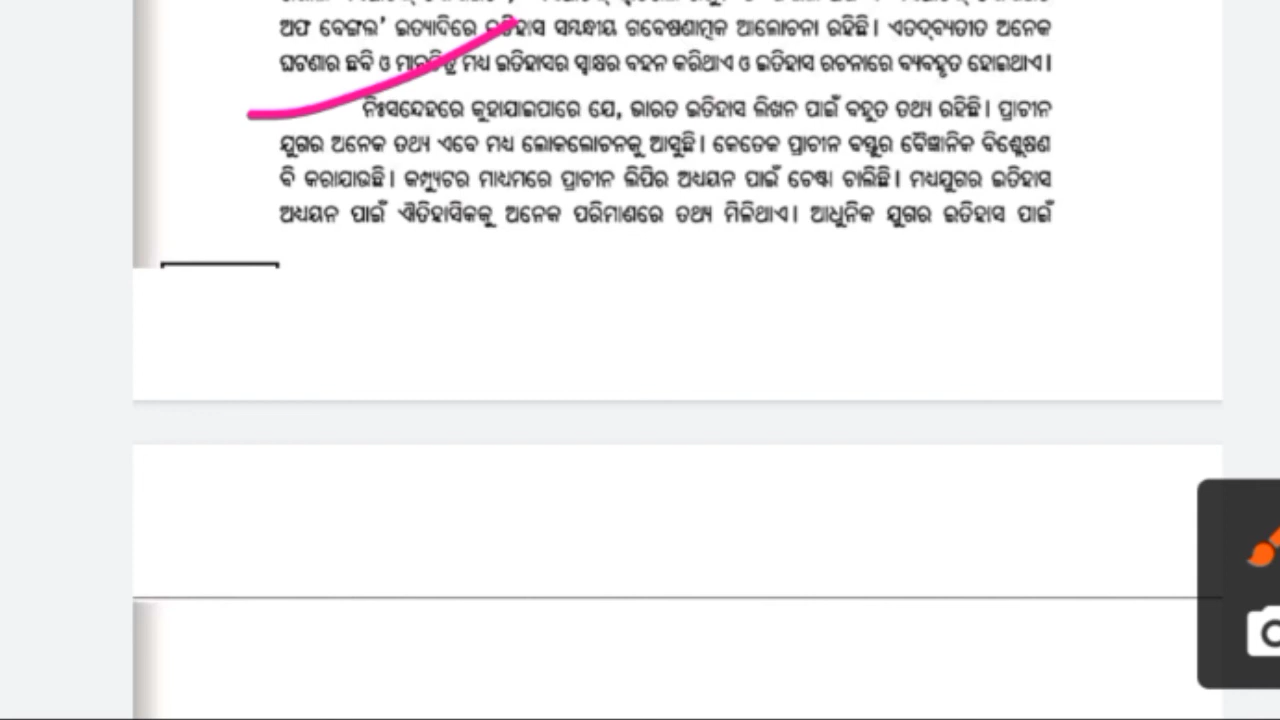 ଅଫ ବେଙ୍ଗଲ' ଇତ୍ୟାଦିରେ ଇତିହାସ ସମ୍ବନ୍ଧୀୟ ଗବେଷଣାତ୍ମକ ଆଲୋଚନା ରହିଛି। ଏତଦ୍‌ବ୍ୟତୀତ ଅନେକ
ଘଟଣାର ଛବି ଓ ମାନଚିତ୍ର ମଧ୍ୟ ଇତିହାସର ସ୍ୱାକ୍ଷର ବହନ କରିଥାଏ ଓ ଇତିହାସ ରଚନାରେ ବ୍ୟବହୃତ ହୋଇଥାଏ।
ନିଃସନ୍ଦେହରେ କୁହାଯାଇପାରେ ଯେ, ଭାରତ ଇତିହାସ ଲିଖନ ପାଇଁ ବହୁତ ତଥ୍ୟ ରହିଛି। ପ୍ରାଚୀନ
ଯୁଗର ଅନେକ ତଥ୍ୟ ଏବେ ମଧ୍ୟ ଲୋକଲୋଚନକୁ ଆସୁଛି। କେତେକ ପ୍ରାଚୀନ ବସ୍ତୁର ବୈଜ୍ଞାନିକ ବିଶ୍ଳେଷଣ
ବି କରାଯାଉଛି। କମ୍ପ୍ୟୁଟର ମାଧ୍ୟମରେ ପ୍ରାଚୀନ ଲିପିର ଅଧ୍ୟୟନ ପାଇଁ ଚେଷ୍ଟା ଚାଲିଛି। ମଧ୍ୟଯୁଗର ଇତିହାସ
ଅଧ୍ୟୟନ ପାଇଁ ଐତିହାସିକକୁ ଅନେକ ପରିମାଣରେ ତଥ୍ୟ ମିଳିଥାଏ। ଆଧୁନିକ ଯୁଗର ଇତିହାସ ପାଇଁ